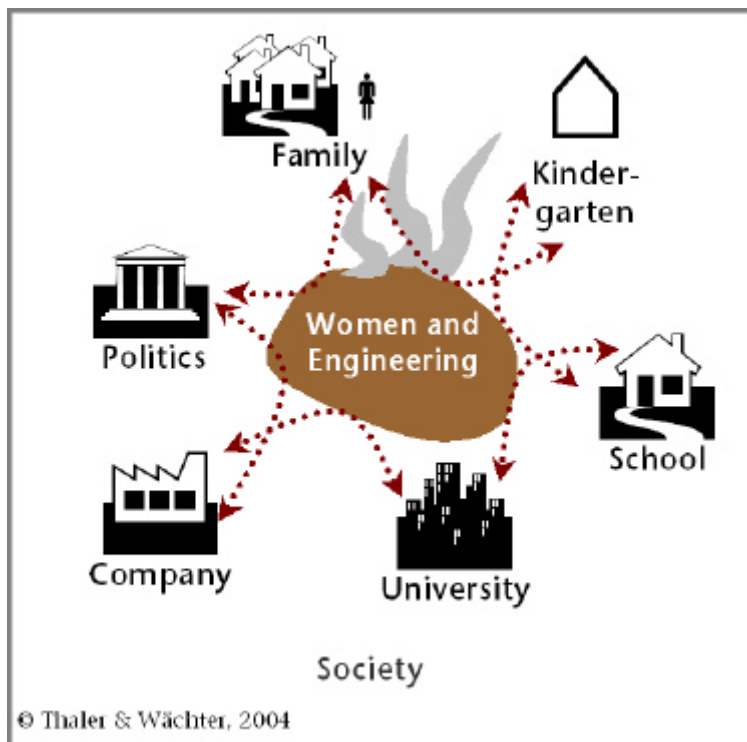 Family
Kinder-
garten
Women and
Engineering
Politics
School
Company
University
Society
© Thaler & Wächter, 2004